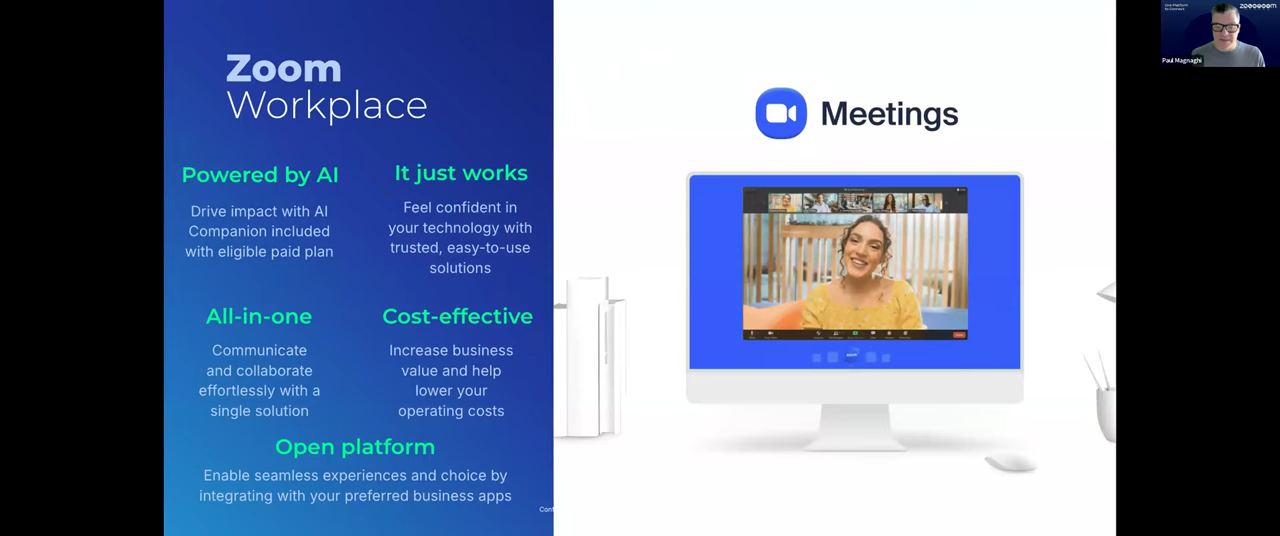 Zoom
Workplace
Powered by AI
Drive impact with AI
Companion included
with eligible paid plan
It just works
Feel confident in
your technology with
trusted, easy-to-use
solutions
All-in-one
Communicate
and collaborate
effortlessly with a
single solution
Cost-effective
Increase business
value and help
lower your
operating costs
Open platform
Enable seamless experiences and choice by
integrating with your preferred business apps
Conf
Meetings
zoom
Paul Magnaghi